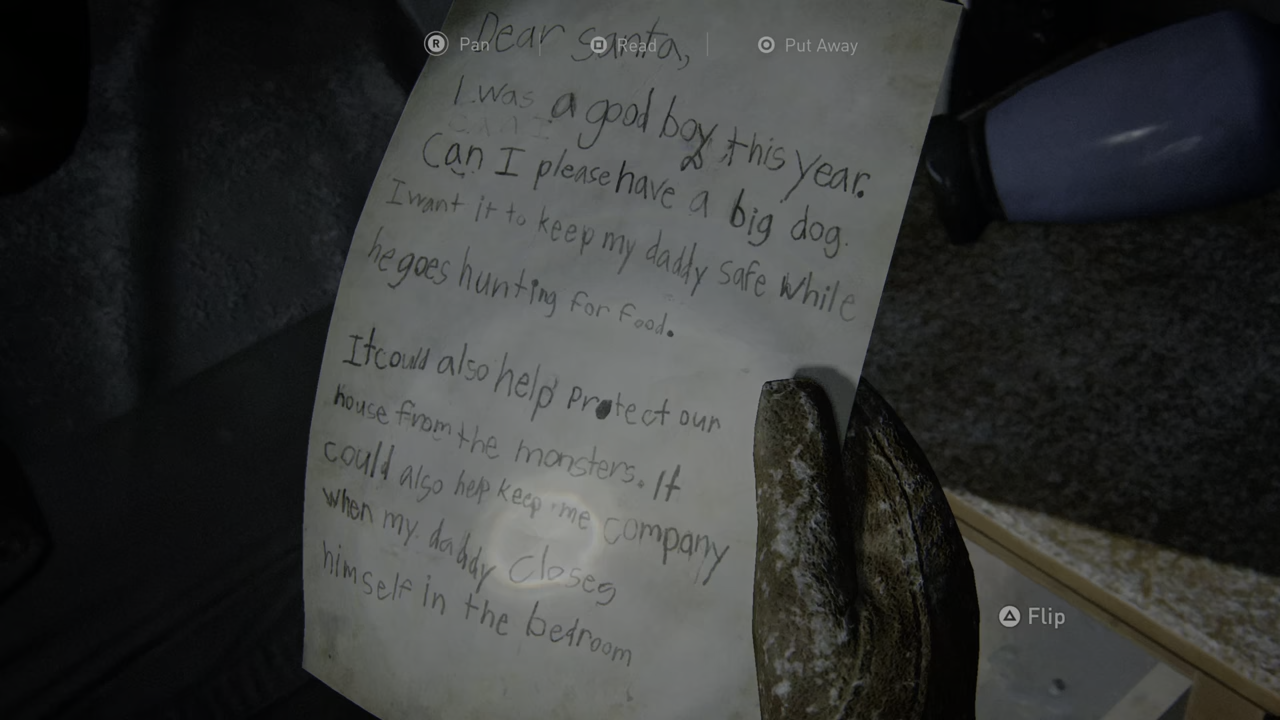 Pan
Read
Put Away
Dear santa,
I was a good boy this year.
Can I please have a big dog.
I want it to keep my daddy safe while
he goes hunting for food.
It could also help protect our
house from the monsters. It
could also help keep me company
when my daddy closes
himself in the bedroom
Flip